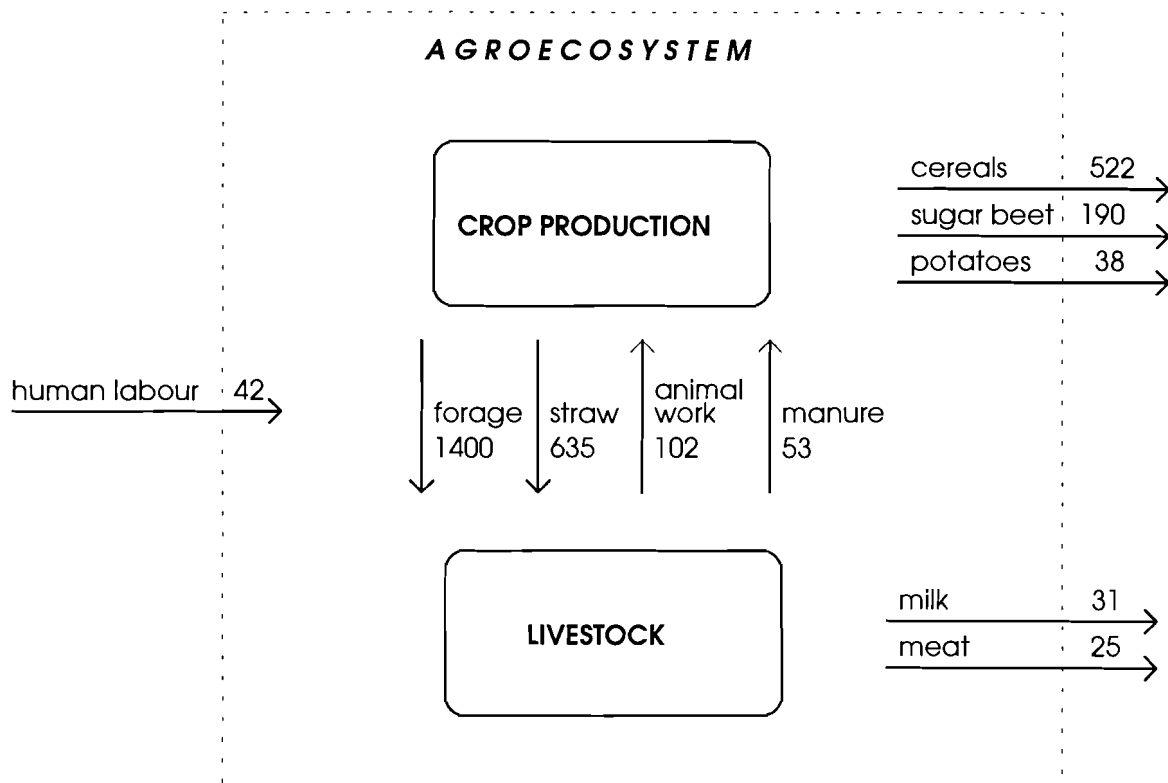 AGROECOSYSTEM
CROP PRODUCTION
cereals 522
sugar beet 190
potatoes 38
human labour 42
forage
1400
straw
635
animal
work
102
manure
53
LIVESTOCK
milk 31
meat 25